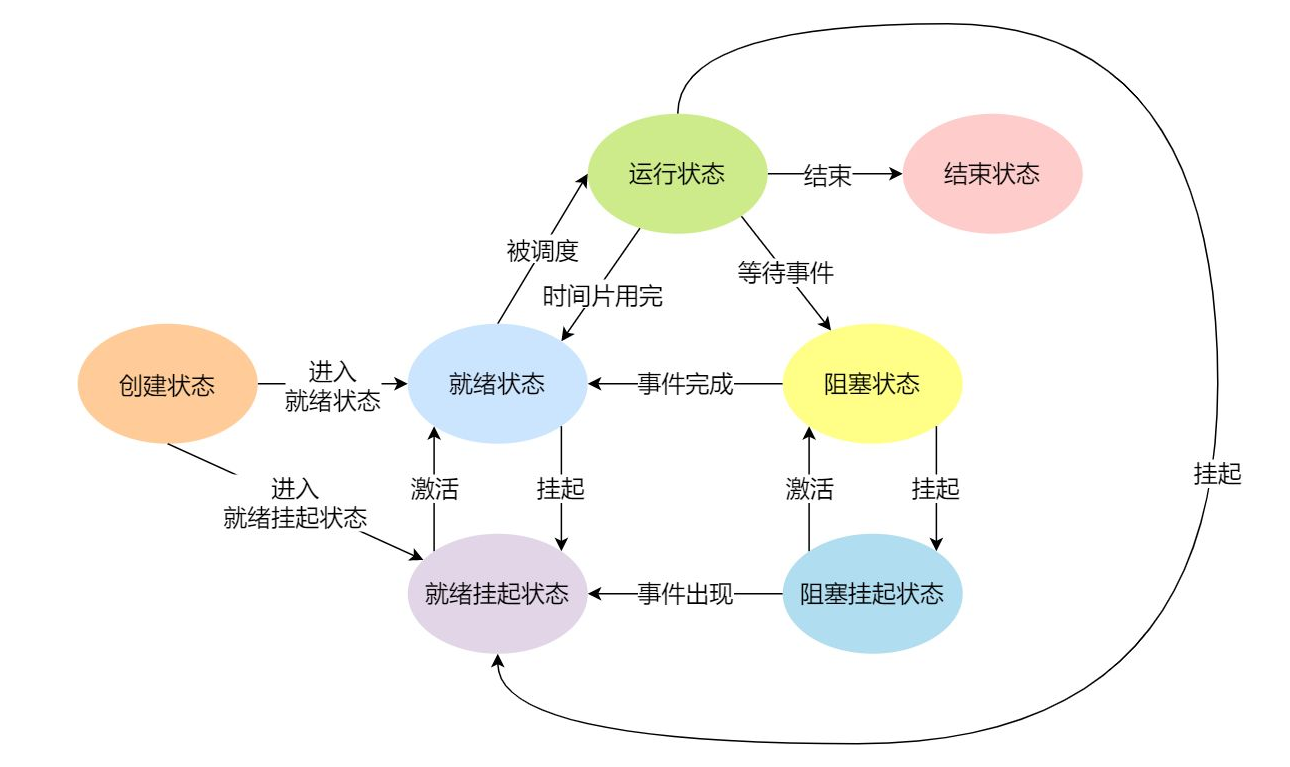 运行状态
结束
结束状态
被调度
等待事件
时间片用完
创建状态
进入
就绪状态
就绪状态
事件完成
阻塞状态
进入
就绪挂起状态
激活
挂起
激活
挂起
挂起
就绪挂起状态
事件出现
阻塞挂起状态